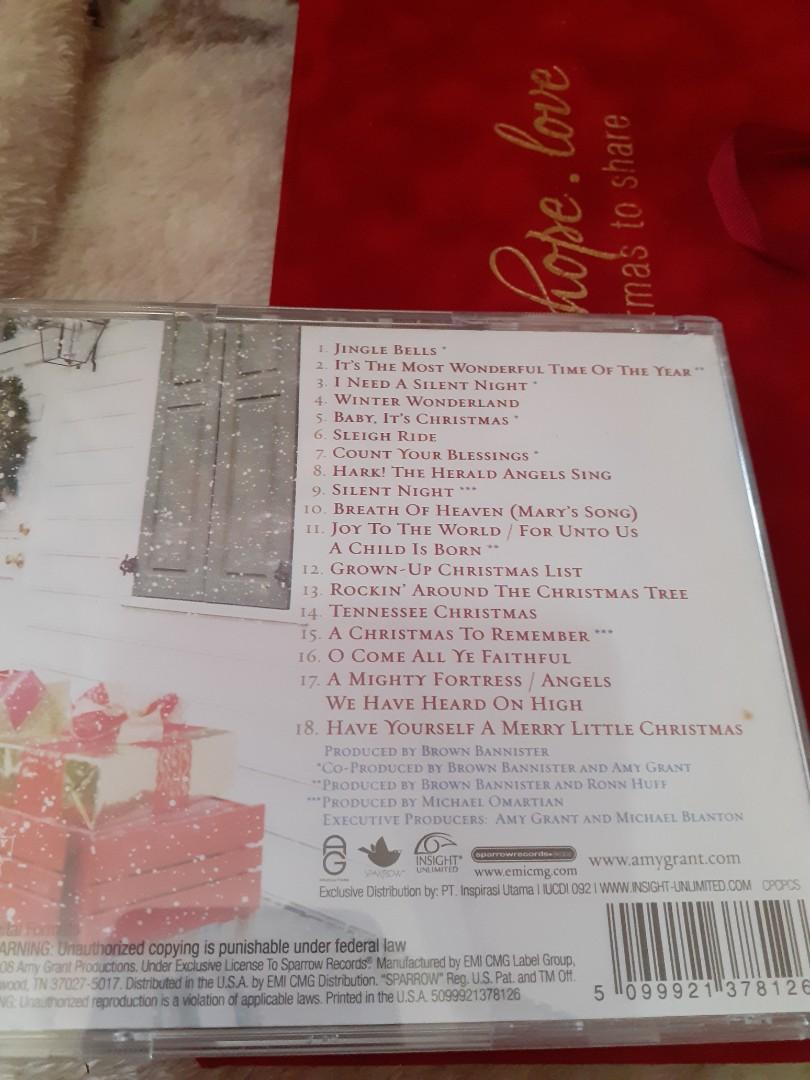 hope. love
to share
1. JINGLE BELLS *
2. IT'S THE MOST WONDERFUL TIME OF THE YEAR **
3. I NEED A SILENT NIGHT *
4. WINTER WONDERLAND
5. BABY, IT'S CHRISTMAS *
6. SLEIGH RIDE
7. COUNT YOUR BLESSINGS *
8. HARK! THE HERALD ANGELS SING
9. SILENT NIGHT ***
10. BREATH OF HEAVEN (MARY'S SONG)
11. JOY TO THE WORLD / FOR UNTO US
A CHILD IS BORN **
12. GROWN-UP CHRISTMAS LIST
13. ROCKIN' AROUND THE CHRISTMAS TREE
14. TENNESSEE CHRISTMAS
15. A CHRISTMAS TO REMEMBER ***
16. O COME ALL YE FAITHFUL
17. A MIGHTY FORTRESS / ANGELS
WE HAVE HEARD ON HIGH
18. HAVE YOURSELF A MERRY LITTLE CHRISTMAS
PRODUCED BY BROWN BANNISTER
*CO-PRODUCED BY BROWN BANNISTER AND AMY GRANT
**PRODUCED BY BROWN BANNISTER AND RONN HUFF
***PRODUCED BY MICHAEL OMARTIAN
EXECUTIVE PRODUCERS: AMY GRANT AND MICHAEL BLANTON
AG
SPARROW
INSIGHT
UNLIMITED
sparrowrecords
www.emicmg.com
www.amygrant.com
Exclusive Distribution by: PT. Inspirasi Utama | IUCDI 092 | WWW.INSIGHT-UNLIMITED.COM CPCPCS
ARNING: Unauthorized copying is punishable under federal law
08 Amy Grant Productions. Under Exclusive License To Sparrow Records® Manufactured by EMI CMG Label Group,
wood, TN 37027-5017. Distributed in the U.S.A. by EMI CMG Distribution. "SPARROW" Reg. U.S. Pat. and TM Off.
NG: Unauthorized reproduction is a violation of applicable laws. Printed in the U.S.A. 5099921378126
5 099921 378126